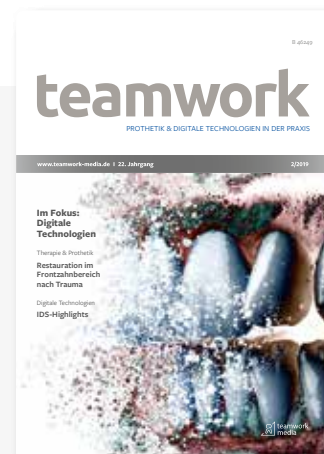 B 46249
teamwork
PROTHETIK & DIGITALE TECHNOLOGIEN IN DER PRAXIS
www.teamwork-media.de I 22. Jahrgang 2/2019
Im Fokus:
Digitale
Technologien
Therapie & Prothetik
Restauration im
Frontzahnbereich
nach Trauma
Digitale Technologien
IDS-Highlights
teamwork
media